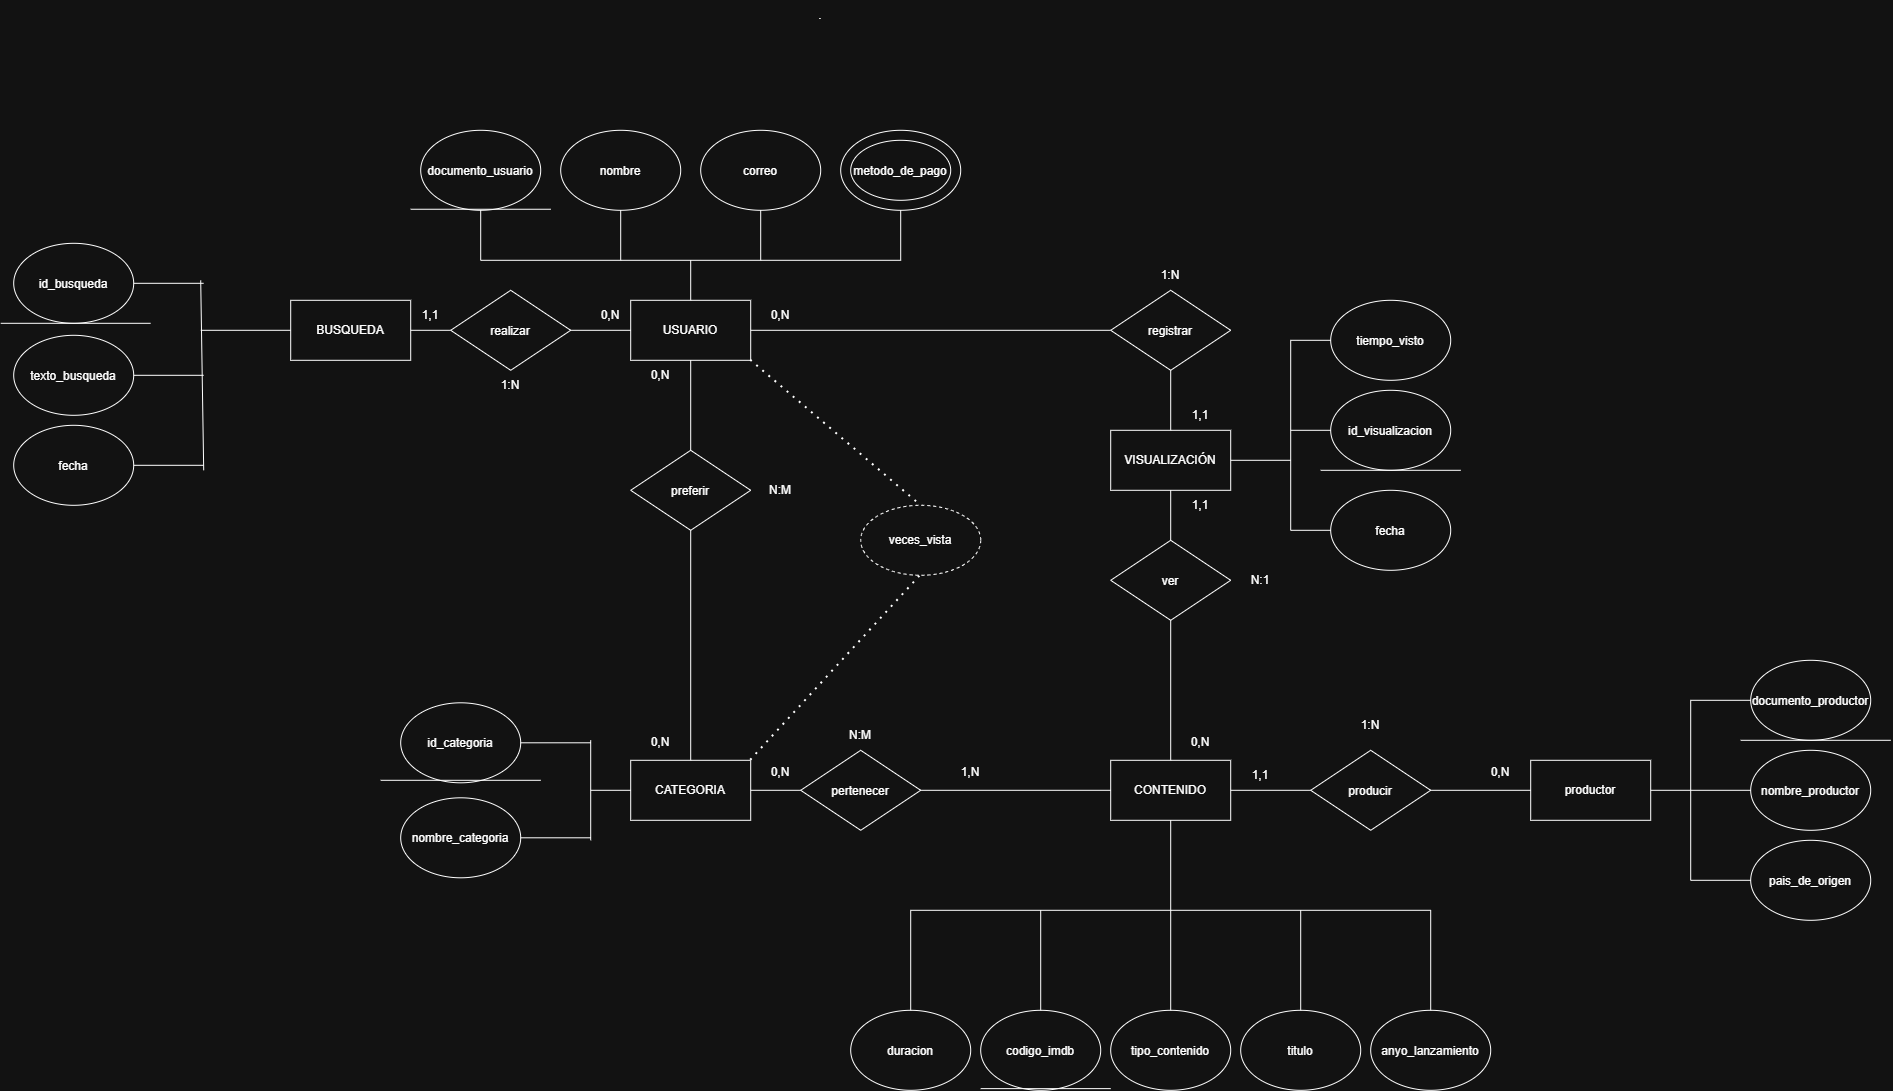 documento_usuario
nombre
correo
metodo_de_pago
id_busqueda
texto_busqueda
fecha
BUSQUEDA
1,1
realizar
1:N
0,N
USUARIO
0,N
0,N
1:N
registrar
1,1
VISUALIZACIÓN
1,1
tiempo_visto
id_visualizacion
fecha
preferir
N:M
veces_vista
ver
N:1
id_categoria
nombre_categoria
0,N
CATEGORIA
0,N
N:M
pertenecer
1,N
0,N
CONTENIDO
1,1
1:N
producir
0,N
productor
documento_productor
nombre_productor
pais_de_origen
duracion
codigo_imdb
tipo_contenido
titulo
anyo_lanzamiento